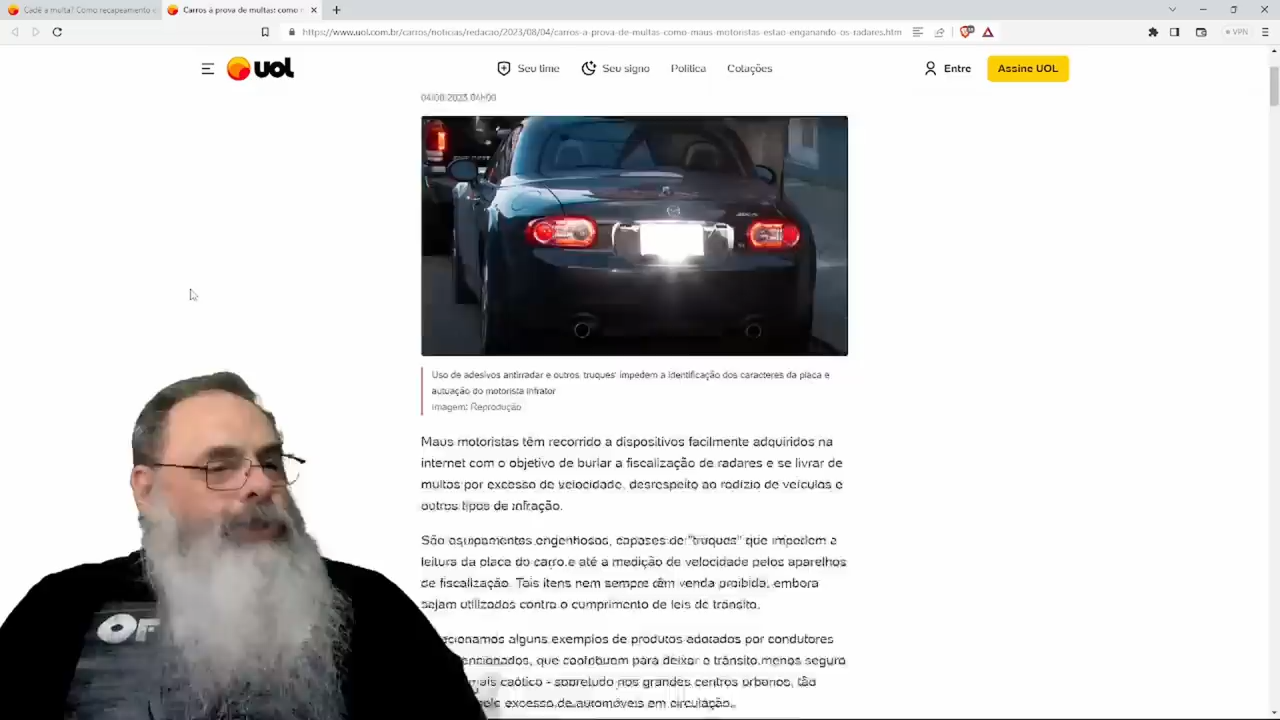 Cadê a multa? Como recapeamento
Carros à prova de multas: como
https://www.uol.com.br/carros/noticias/redacao/2023/08/04/carros-a-prova-de-multas-como-maus-motoristas-estao-enganando-os-radares.htm
VPN
UOL
Seu time
Seu signo
Política
Cotações
Entre
Assine UOL
04/08/2023 04h00
Uso de adesivos antirradar e outros 'truques' impedem a identificação dos caracteres da placa e
autuação do motorista infrator
Imagem: Reprodução
Maus motoristas têm recorrido a dispositivos facilmente adquiridos na
internet com o objetivo de burlar a fiscalização de radares e se livrar de
multas por excesso de velocidade, desrespeito ao rodízio de veículos e
outros tipos de infração.
São equipamentos engenhosos, capazes de "truques" que impedem a
leitura da placa do carro e até a medição de velocidade pelos aparelhos
de fiscalização. Tais itens nem sempre têm venda proibida, embora
sejam utilizados contra o cumprimento de leis de trânsito.
alguns exemplos de produtos adotados por condutores
que contribuem para deixar o trânsito menos seguro
caótico - sobretudo nos grandes centros urbanos, tão
excesso de automóveis em circulação.